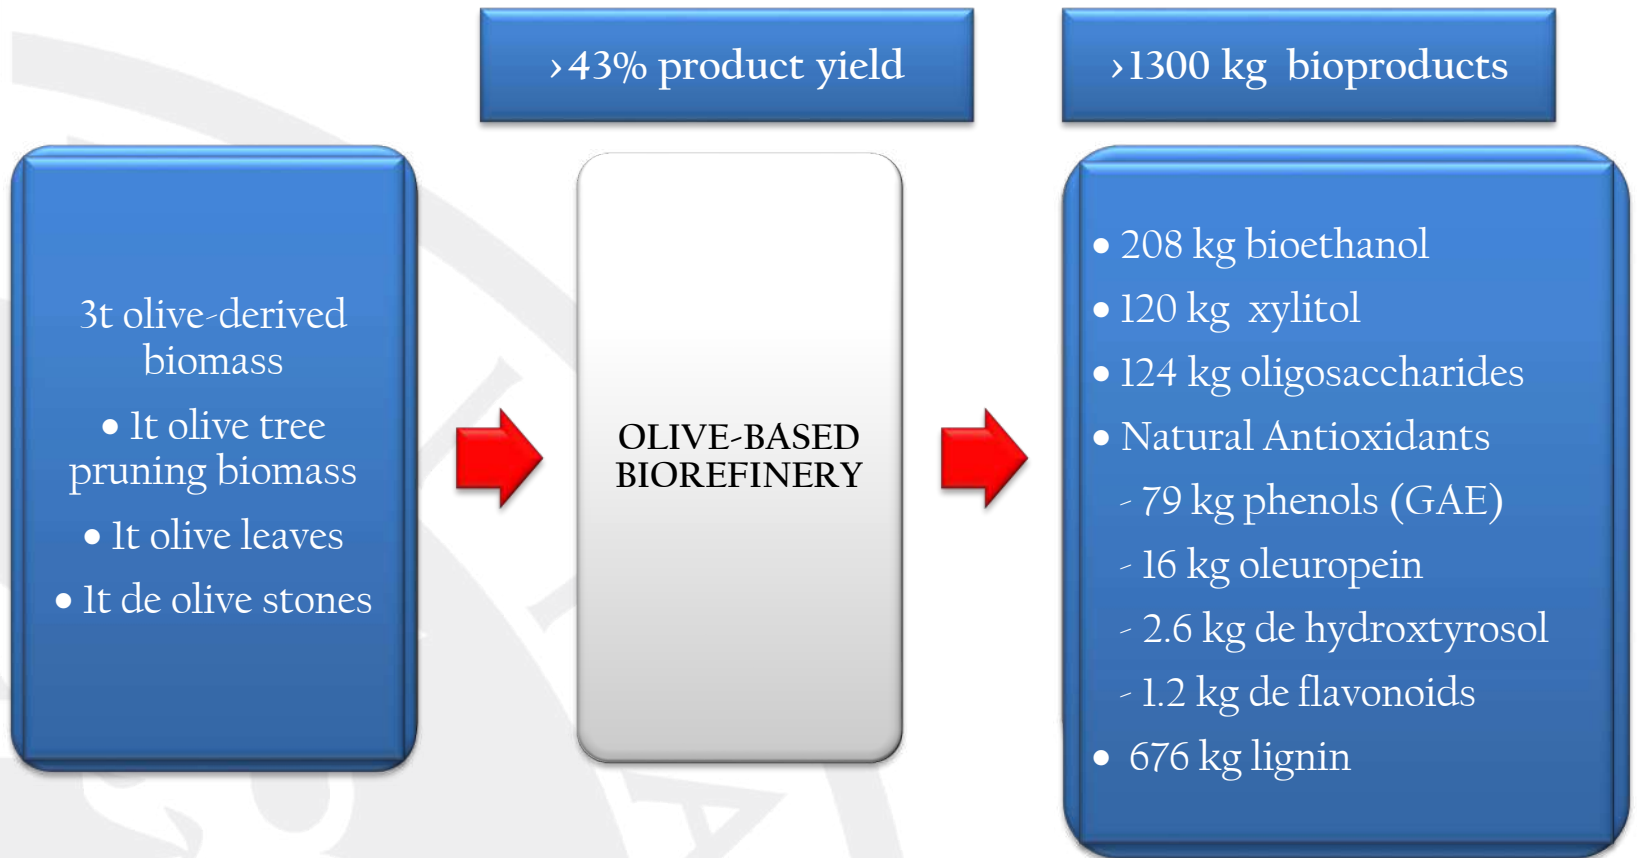 ›43% product yield
›1300 kg bioproducts
3t olive-derived
biomass
• 1t olive tree
pruning biomass
• 1t olive leaves
• 1t de olive stones
OLIVE-BASED
BIOREFINERY
• 208 kg bioethanol
• 120 kg xylitol
• 124 kg oligosaccharides
• Natural Antioxidants
- 79 kg phenols (GAE)
- 16 kg oleuropein
- 2.6 kg de hydroxtyrosol
- 1.2 kg de flavonoids
• 676 kg lignin